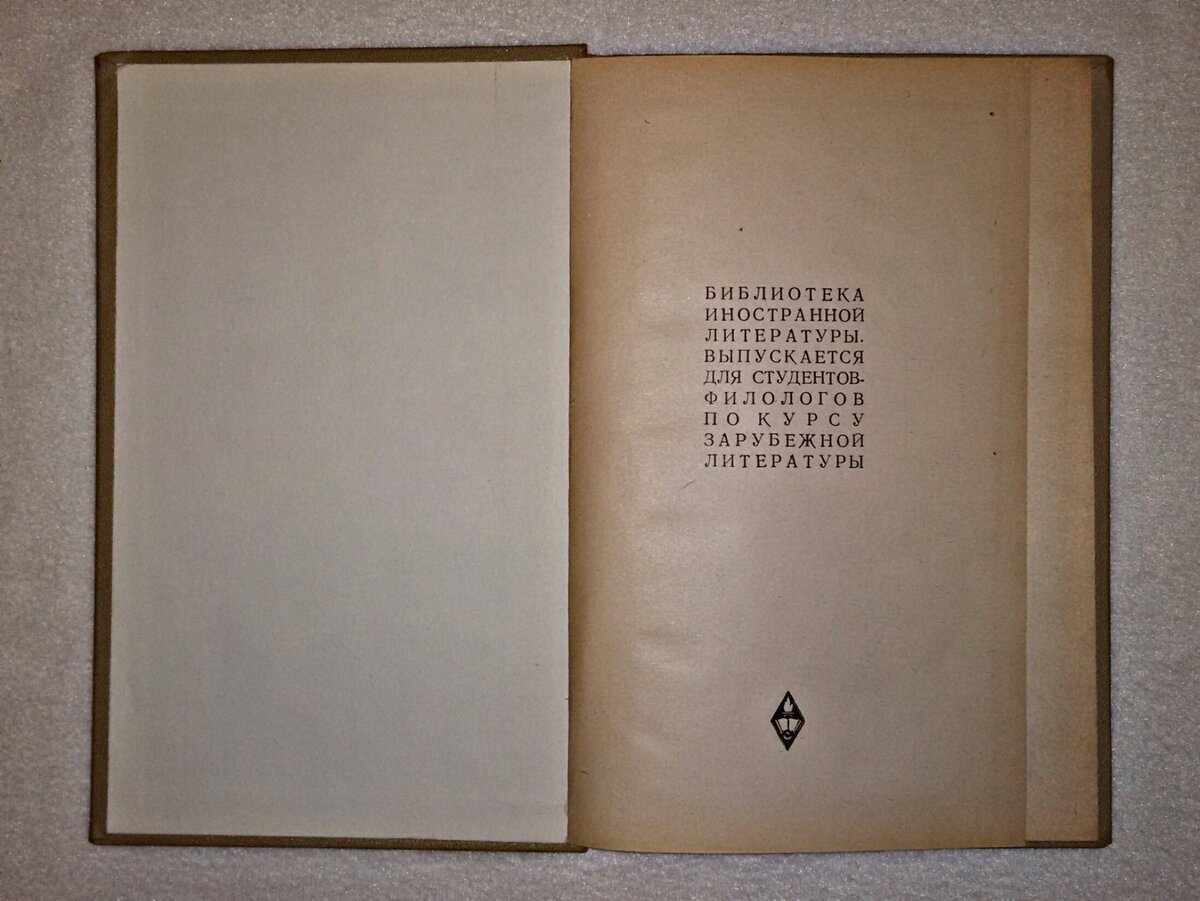 БИБЛИОТЕКА
ИНОСТРАННОЙ
ЛИТЕРАТУРЫ.
ВЫПУСКАЕТСЯ
ДЛЯ СТУДЕНТОВ-
ФИЛОЛОГОВ
ПО КУРСУ
ЗАРУБЕЖНОЙ
ЛИТЕРАТУРЫ